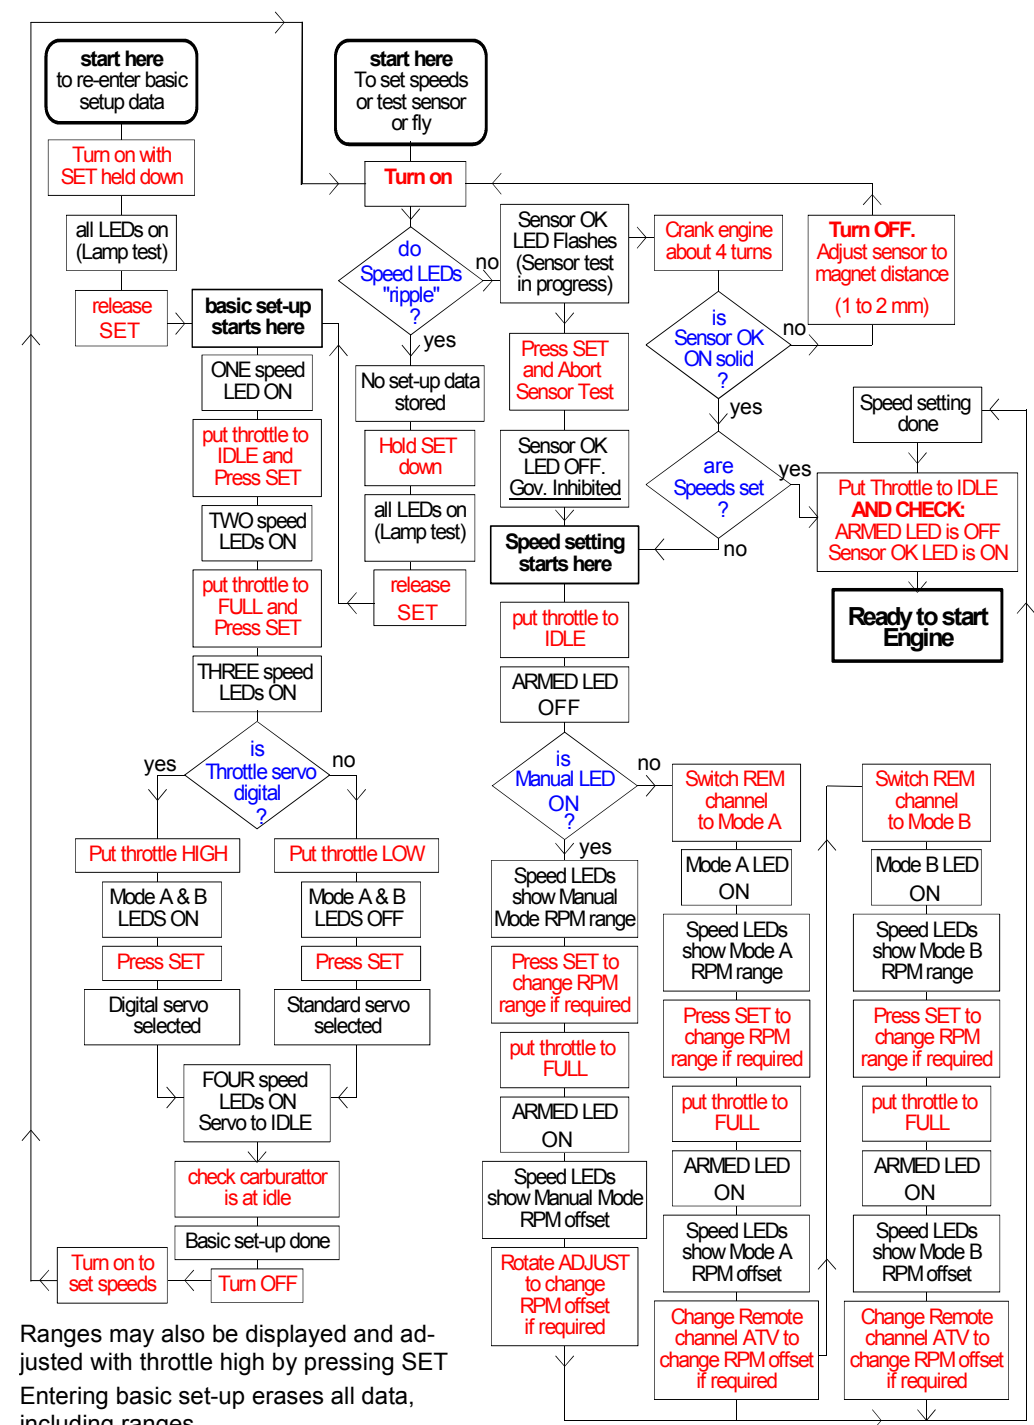 start here
to re-enter basic
setup data
Turn on with
SET held down
all LEDs on
(Lamp test)
release
SET
basic set-up
starts here
ONE speed
LED ON
put throttle to
IDLE and
Press SET
TWO speed
LEDs ON
put throttle to
FULL and
Press SET
THREE speed
LEDs ON
is
Throttle servo
digital
?
yes
no
Put throttle HIGH
Mode A & B
LEDS ON
Press SET
Digital servo
selected
Put throttle LOW
Mode A & B
LEDS OFF
Press SET
Standard servo
selected
FOUR speed
LEDs ON
Servo to IDLE
check carburattor
is at idle
Basic set-up done
Turn OFF
Turn on to
set speeds
start here
To set speeds
or test sensor
or fly
Turn on
do
Speed LEDs
"ripple"
?
no
yes
No set-up data
stored
Hold SET
down
all LEDs on
(Lamp test)
release
SET
Sensor OK
LED Flashes
(Sensor test
in progress)
Press SET
and Abort
Sensor Test
Sensor OK
LED OFF.
Gov. Inhibited
Speed setting
starts here
Crank engine
about 4 turns
is
Sensor OK
ON solid
?
no
yes
Turn OFF.
Adjust sensor to
magnet distance
(1 to 2 mm)
are
Speeds set
?
yes
no
Speed setting
done
Put Throttle to IDLE
AND CHECK:
ARMED LED is OFF
Sensor OK LED is ON
Ready to start
Engine
put throttle to
IDLE
ARMED LED
OFF
is
Manual LED
ON
?
no
yes
Speed LEDs
show Manual
Mode RPM range
Press SET to
change RPM
range if required
put throttle to
FULL
ARMED LED
ON
Speed LEDs
show Manual Mode
RPM offset
Rotate ADJUST
to change
RPM offset
if required
Switch REM
channel
to Mode A
Mode A LED
ON
Speed LEDs
show Mode A
RPM range
Press SET to
change RPM
range if required
put throttle to
FULL
ARMED LED
ON
Speed LEDs
show Mode A
RPM offset
Change Remote
channel ATV to
change RPM offset
if required
Switch REM
channel
to Mode B
Mode B LED
ON
Speed LEDs
show Mode B
RPM range
Press SET to
change RPM
range if required
put throttle to
FULL
ARMED LED
ON
Speed LEDs
show Mode B
RPM offset
Change Remote
channel ATV to
change RPM offset
if required
Ranges may also be displayed and ad-
justed with throttle high by pressing SET
Entering basic set-up erases all data,
including ranges